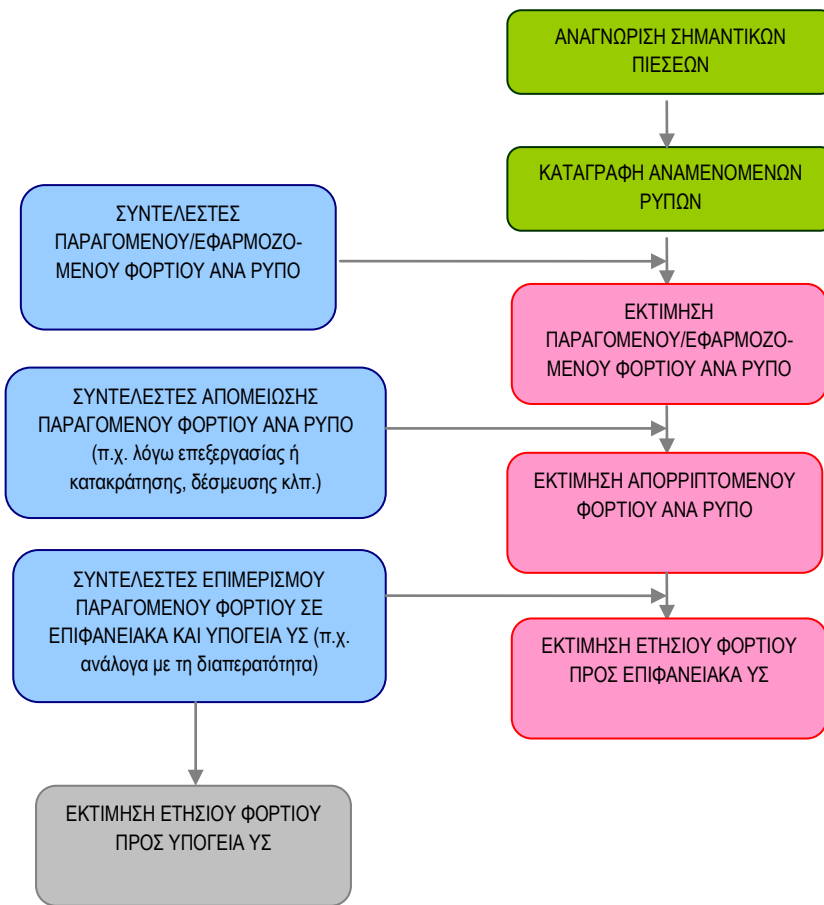 ΑΝΑΓΝΩΡΙΣΗ ΣΗΜΑΝΤΙΚΩΝ
ΠΙΕΣΕΩΝ
ΚΑΤΑΓΡΑΦΗ ΑΝΑΜΕΝΟΜΕΝΩΝ
ΡΥΠΩΝ
ΣΥΝΤΕΛΕΣΤΕΣ
ΠΑΡΑΓΟΜΕΝΟΥ/ΕΦΑΡΜΟΖΟ-
ΜΕΝΟΥ ΦΟΡΤΙΟΥ ΑΝΑ ΡΥΠΟ
ΕΚΤΙΜΗΣΗ
ΠΑΡΑΓΟΜΕΝΟΥ/ΕΦΑΡΜΟΖΟ-
ΜΕΝΟΥ ΦΟΡΤΙΟΥ ΑΝΑ ΡΥΠΟ
ΣΥΝΤΕΛΕΣΤΕΣ ΑΠΟΜΕΙΩΣΗΣ
ΠΑΡΑΓΟΜΕΝΟΥ ΦΟΡΤΙΟΥ ΑΝΑ ΡΥΠΟ
(π.χ. λόγω επεξεργασίας ή
κατακράτησης, δέσμευσης κλπ.)
ΕΚΤΙΜΗΣΗ ΑΠΟΡΡΙΠΤΟΜΕΝΟΥ
ΦΟΡΤΙΟΥ ΑΝΑ ΡΥΠΟ
ΣΥΝΤΕΛΕΣΤΕΣ ΕΠΙΜΕΡΙΣΜΟΥ
ΠΑΡΑΓΟΜΕΝΟΥ ΦΟΡΤΙΟΥ ΣΕ
ΕΠΙΦΑΝΕΙΑΚΑ ΚΑΙ ΥΠΟΓΕΙΑ ΥΣ (π.χ.
ανάλογα με τη διαπερατότητα)
ΕΚΤΙΜΗΣΗ ΕΤΗΣΙΟΥ ΦΟΡΤΙΟΥ
ΠΡΟΣ ΕΠΙΦΑΝΕΙΑΚΑ ΥΣ
ΕΚΤΙΜΗΣΗ ΕΤΗΣΙΟΥ ΦΟΡΤΙΟΥ
ΠΡΟΣ ΥΠΟΓΕΙΑ ΥΣ